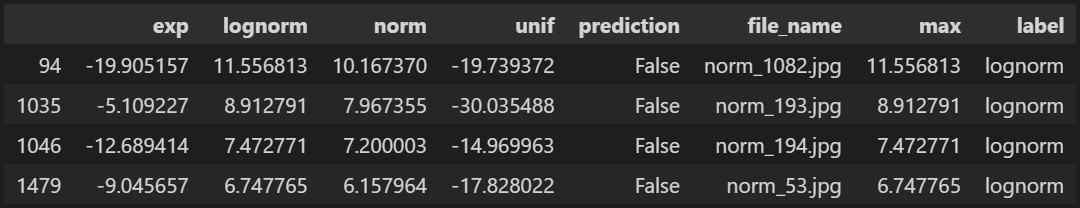 exp lognorm norm unif prediction file_name max label
94 -19.905157 11.556813 10.167370 -19.739372 False norm_1082.jpg 11.556813 lognorm
1035 -5.109227 8.912791 7.967355 -30.035488 False norm_193.jpg 8.912791 lognorm
1046 -12.689414 7.472771 7.200003 -14.969963 False norm_194.jpg 7.472771 lognorm
1479 -9.045657 6.747765 6.157964 -17.828022 False norm_53.jpg 6.747765 lognorm